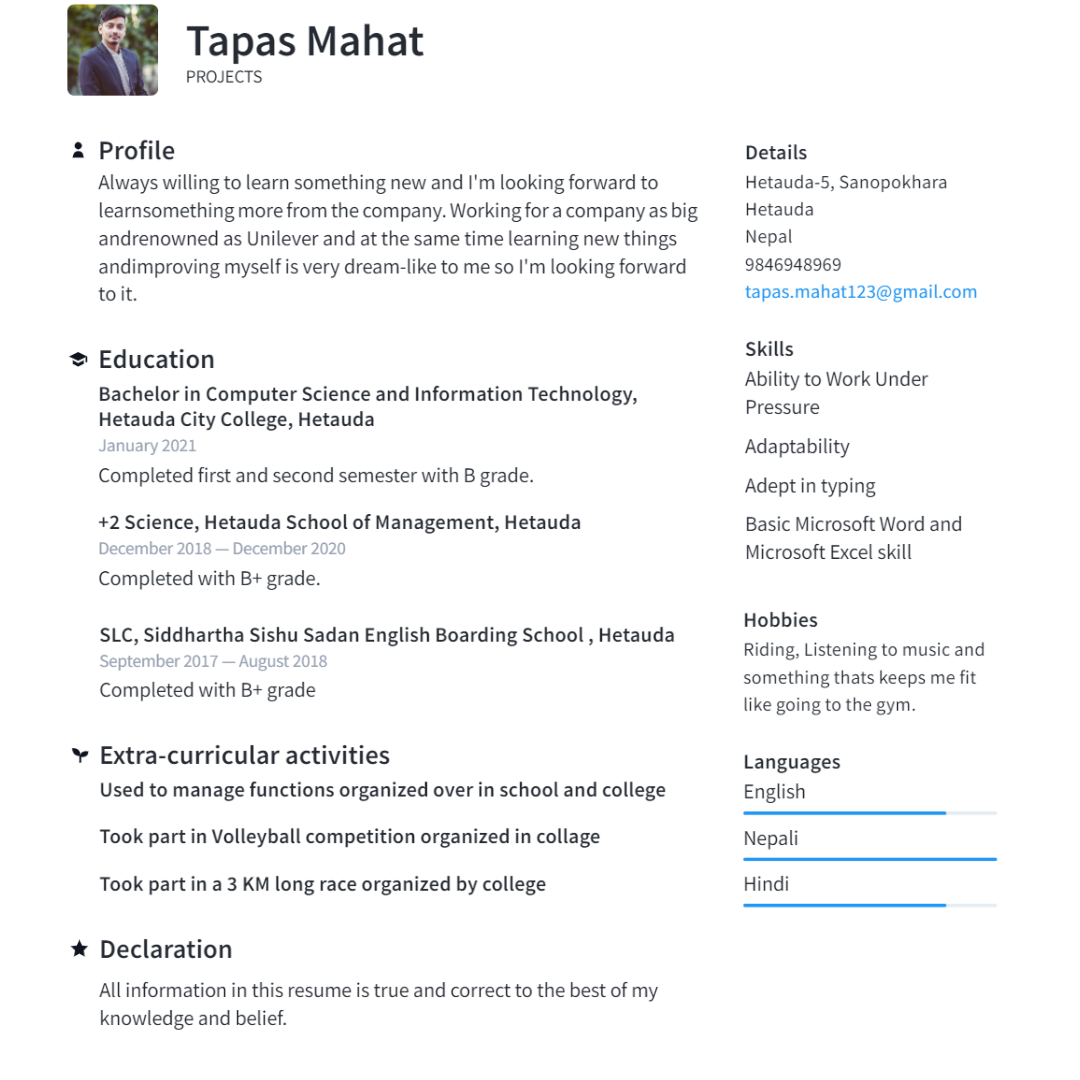 Tapas Mahat
PROJECTS
Profile
Always willing to learn something new and I'm looking forward to
learnsomething more from the company. Working for a company as big
andrenowned as Unilever and at the same time learning new things
andimproving myself is very dream-like to me so I'm looking forward
to it.
Education
Bachelor in Computer Science and Information Technology,
Hetauda City College, Hetauda
January 2021
Completed first and second semester with B grade.
+2 Science, Hetauda School of Management, Hetauda
December 2018 — December 2020
Completed with B+ grade.
SLC, Siddhartha Sishu Sadan English Boarding School , Hetauda
September 2017 — August 2018
Completed with B+ grade
Extra-curricular activities
Used to manage functions organized over in school and college
Took part in Volleyball competition organized in collage
Took part in a 3 KM long race organized by college
Declaration
All information in this resume is true and correct to the best of my
knowledge and belief.
Details
Hetauda-5, Sanopokhara
Hetauda
Nepal
9846948969
tapas.mahat123@gmail.com
Skills
Ability to Work Under
Pressure
Adaptability
Adept in typing
Basic Microsoft Word and
Microsoft Excel skill
Hobbies
Riding, Listening to music and
something thats keeps me fit
like going to the gym.
Languages
English
Nepali
Hindi